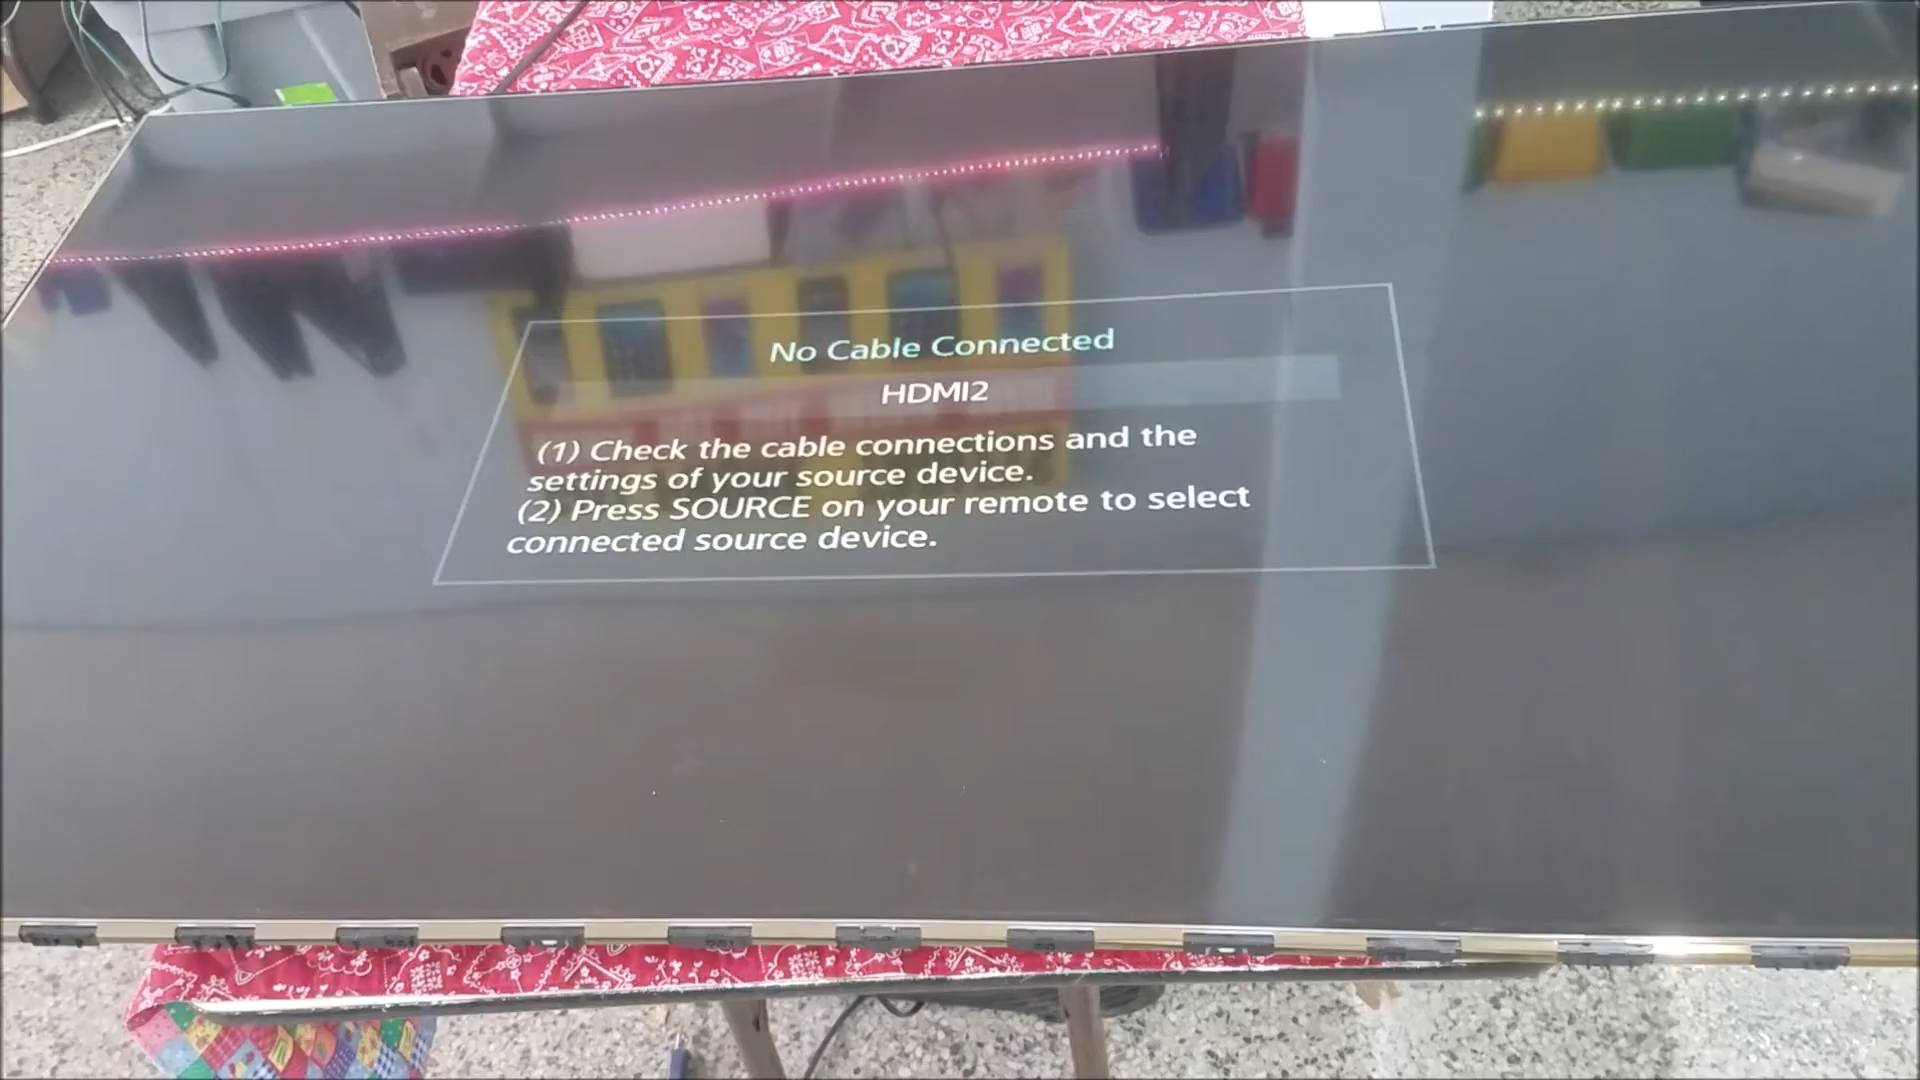 No Cable Connected
HDMI2
(1) Check the cable connections and the
settings of your source device.
(2) Press SOURCE on your remote to select
connected source device.